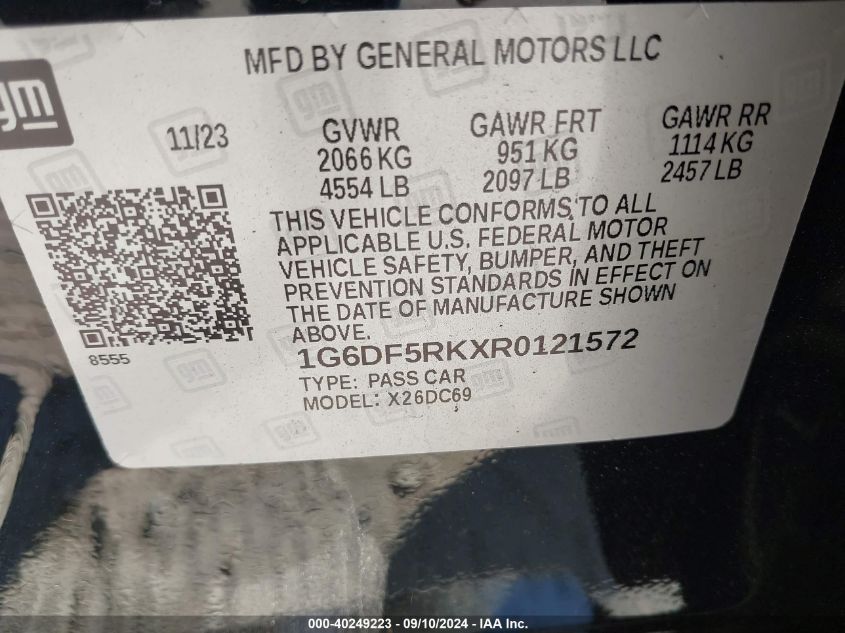 MFD BY GENERAL MOTORS LLC
gm
11/23
GVWR
2066 KG
4554 LB
GAWR FRT
951 KG
2097 LB
GAWR RR
1114 KG
2457 LB
THIS VEHICLE CONFORMS TO ALL
APPLICABLE U.S. FEDERAL MOTOR
VEHICLE SAFETY, BUMPER, AND THEFT
PREVENTION STANDARDS IN EFFECT ON
THE DATE OF MANUFACTURE SHOWN
ABOVE.
8555
1G6DF5RKXR0121572
TYPE: PASS CAR
MODEL: X26DC69
000-40249223 - 09/10/2024 - IAAI, Inc.